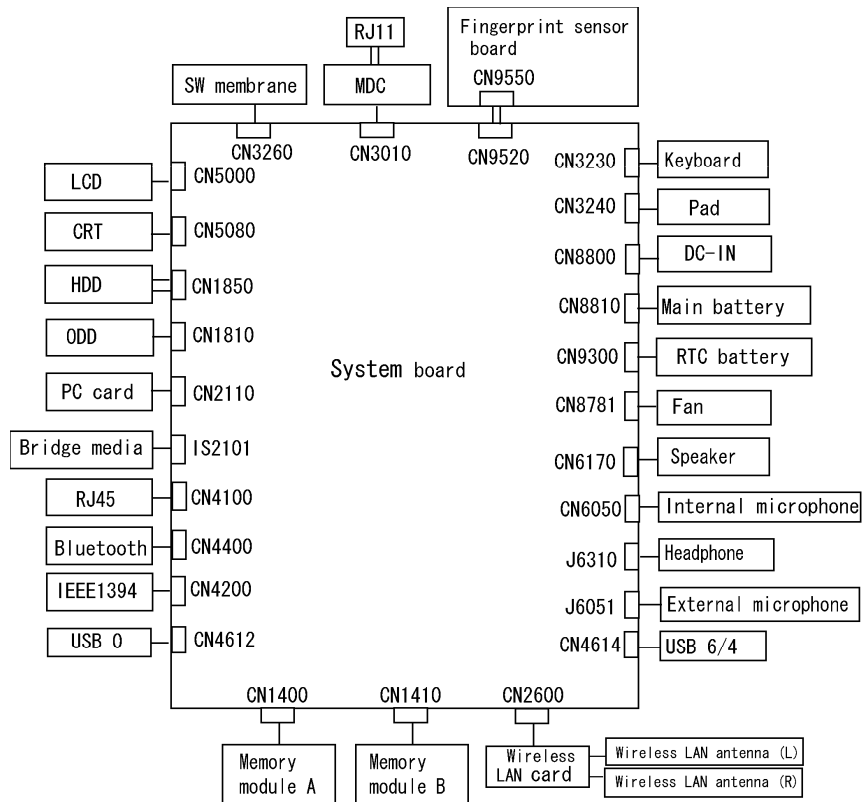 RJ11
Fingerprint sensor
board
CN9550
SW membrane
MDC
CN3260
CN3010
CN9520
LCD
CN5000
CRT
CN5080
HDD
CN1850
ODD
CN1810
PC card
CN2110
Bridge media
IS2101
RJ45
CN4100
Bluetooth
CN4400
IEEE1394
CN4200
USB 0
CN4612
System board
CN3230
Keyboard
CN3240
Pad
CN8800
DC-IN
CN8810
Main battery
CN9300
RTC battery
CN8781
Fan
CN6170
Speaker
CN6050
Internal microphone
J6310
Headphone
J6051
External microphone
CN4614
USB 6/4
CN1400
CN1410
CN2600
Memory
module A
Memory
module B
Wireless
LAN card
Wireless LAN antenna (L)
Wireless LAN antenna (R)